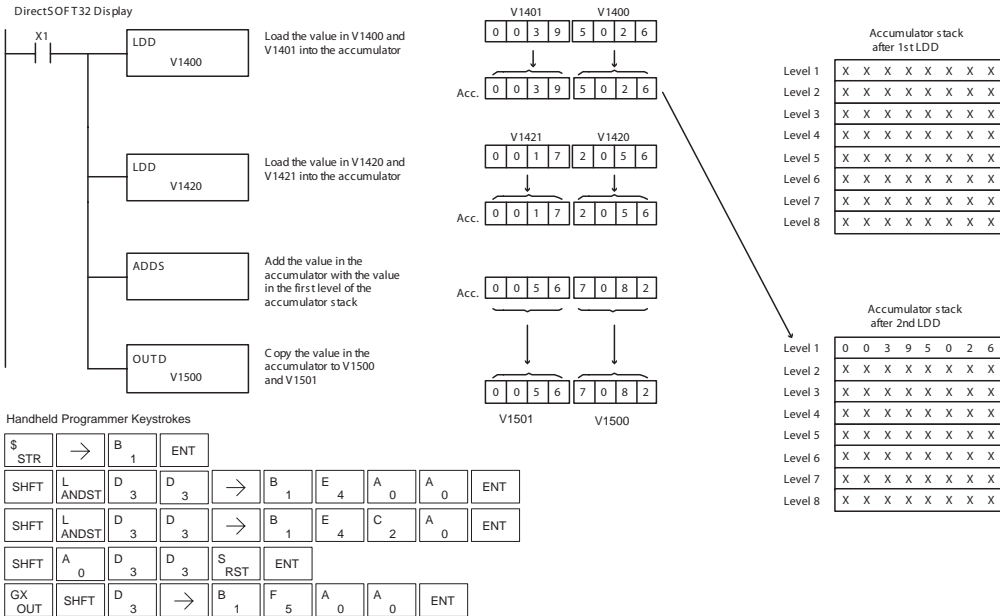 DirectSOFT32 Display
X1
LDD
V1400
Load the value in V1400 and
V1401 into the accumulator
LDD
V1420
Load the value in V1420 and
V1421 into the accumulator
ADDS
Add the value in the
accumulator with the value
in the first level of the
accumulator stack
OUTD
V1500
Copy the value in the
accumulator to V1500
and V1501
V1401 V1400
0 0 3 9 5 0 2 6
Acc. 0 0 3 9 5 0 2 6
V1421 V1420
0 0 1 7 2 0 5 6
Acc. 0 0 1 7 2 0 5 6
Acc. 0 0 5 6 7 0 8 2
0 0 5 6 7 0 8 2
V1501 V1500
Accumulator stack
after 1st LDD
Level 1 X X X X X X X X
Level 2 X X X X X X X X
Level 3 X X X X X X X X
Level 4 X X X X X X X X
Level 5 X X X X X X X X
Level 6 X X X X X X X X
Level 7 X X X X X X X X
Level 8 X X X X X X X X
Accumulator stack
after 2nd LDD
Level 1 0 0 3 9 5 0 2 6
Level 2 X X X X X X X X
Level 3 X X X X X X X X
Level 4 X X X X X X X X
Level 5 X X X X X X X X
Level 6 X X X X X X X X
Level 7 X X X X X X X X
Level 8 X X X X X X X X
Handheld Programmer Keystrokes
$ STR → B 1 ENT
SHFT L ANDST D 3 D 3 → B 1 E 4 A 0 A 0 ENT
SHFT L ANDST D 3 D 3 → B 1 E 4 C 2 A 0 ENT
SHFT A 0 D 3 D 3 S RST ENT
GX OUT SHFT D 3 → B 1 F 5 A 0 A 0 ENT